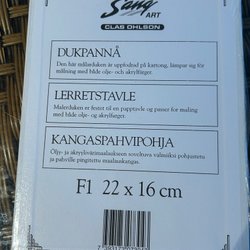 Sang
ART
CLAS OHLSON
DUKPANNÅ
Den här målarduken är uppfodrad på kartong, lämpar sig för
målning med både olje- och akrylfärger.
LERRETSTAVLE
Malerduken er festet til en papptavle og passer for maling
med både olje- og akrylfarger.
KANGASPAHVIPOHJA
Öljy- ja akryylivärimaalaukseen soveltuva valmiiksi pohjustettu
ja pahville pingitettu maalauskangas.
F1 22 x 16 cm